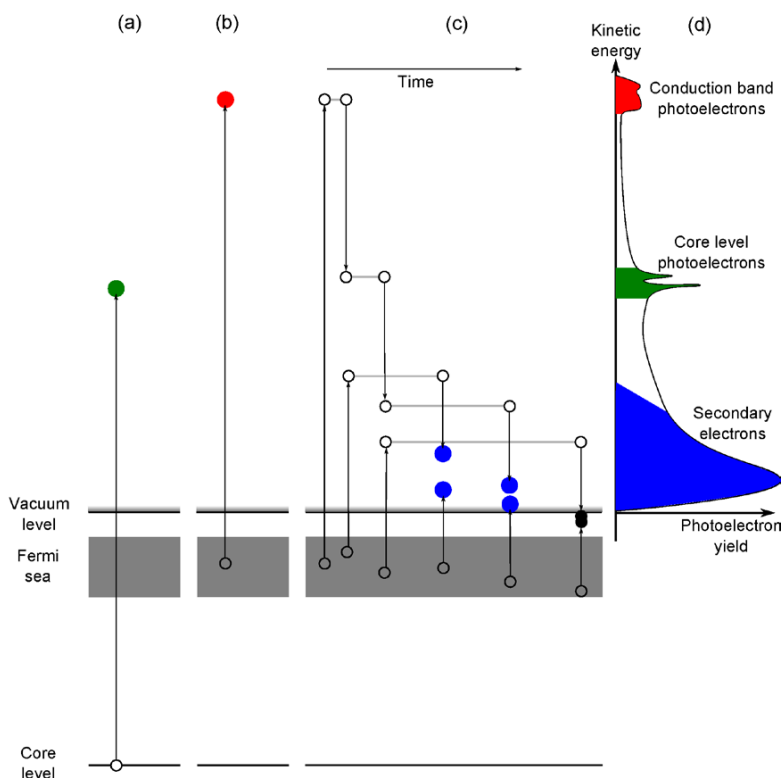 (a)
(b)
(c)
(d)
Kinetic
energy
Time
Conduction band
photoelectrons
Core level
photoelectrons
Secondary
electrons
Vacuum
level
Photoelectron
yield
Fermi
sea
Core
level